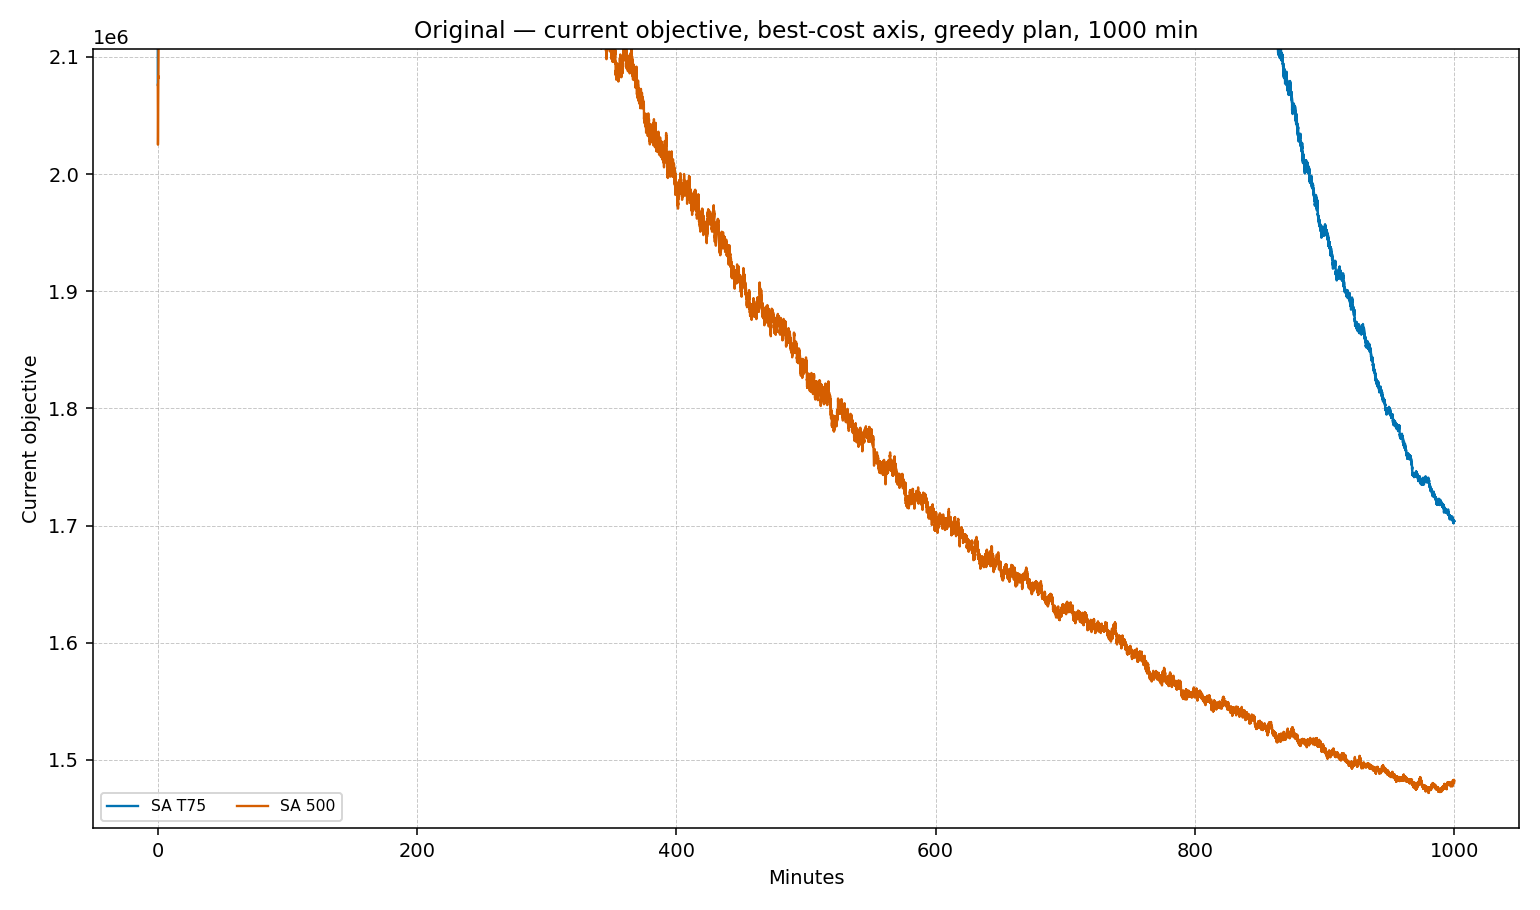 Original — current objective, best-cost axis, greedy plan, 1000 min
1e6
2.1
2.0
1.9
1.8
1.7
1.6
1.5
Current objective
SA T75
SA 500
0
200
400
600
800
1000
Minutes